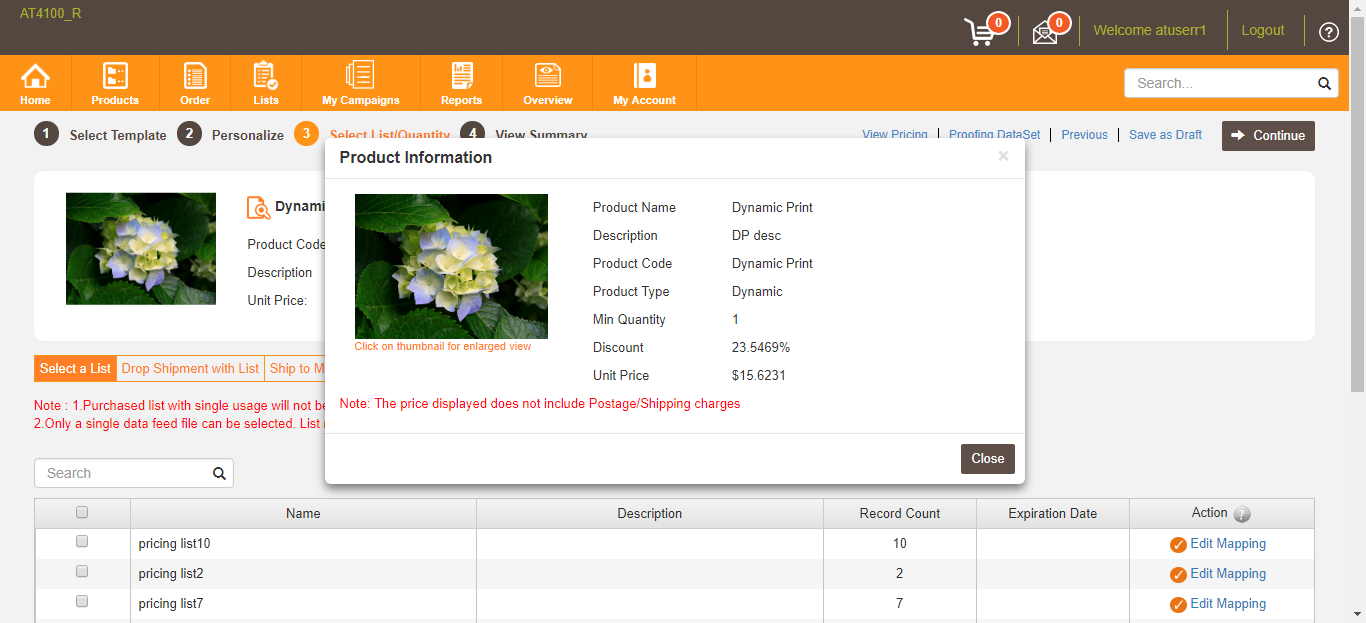 AT4100_R
0
0
Welcome atuserr1
Logout
?
Home
Products
Order
Lists
My Campaigns
Reports
Overview
My Account
Search...
1 Select Template
2 Personalize
3 Select List/Quantity
4 View Summary
View Pricing
Proofing DataSet
Previous
Save as Draft
Continue
Product Information
×
Dynami
Product Code
Description
Unit Price:
Click on thumbnail for enlarged view
Product Name Dynamic Print
Description DP desc
Product Code Dynamic Print
Product Type Dynamic
Min Quantity 1
Discount 23.5469%
Unit Price $15.6231
Note: The price displayed does not include Postage/Shipping charges
Close
Select a List
Drop Shipment with List
Ship to M
Note : 1.Purchased list with single usage will not be
2.Only a single data feed file can be selected. List
Search
Name Description Record Count Expiration Date Action ?
pricing list10 10 Edit Mapping
pricing list2 2 Edit Mapping
pricing list7 7 Edit Mapping